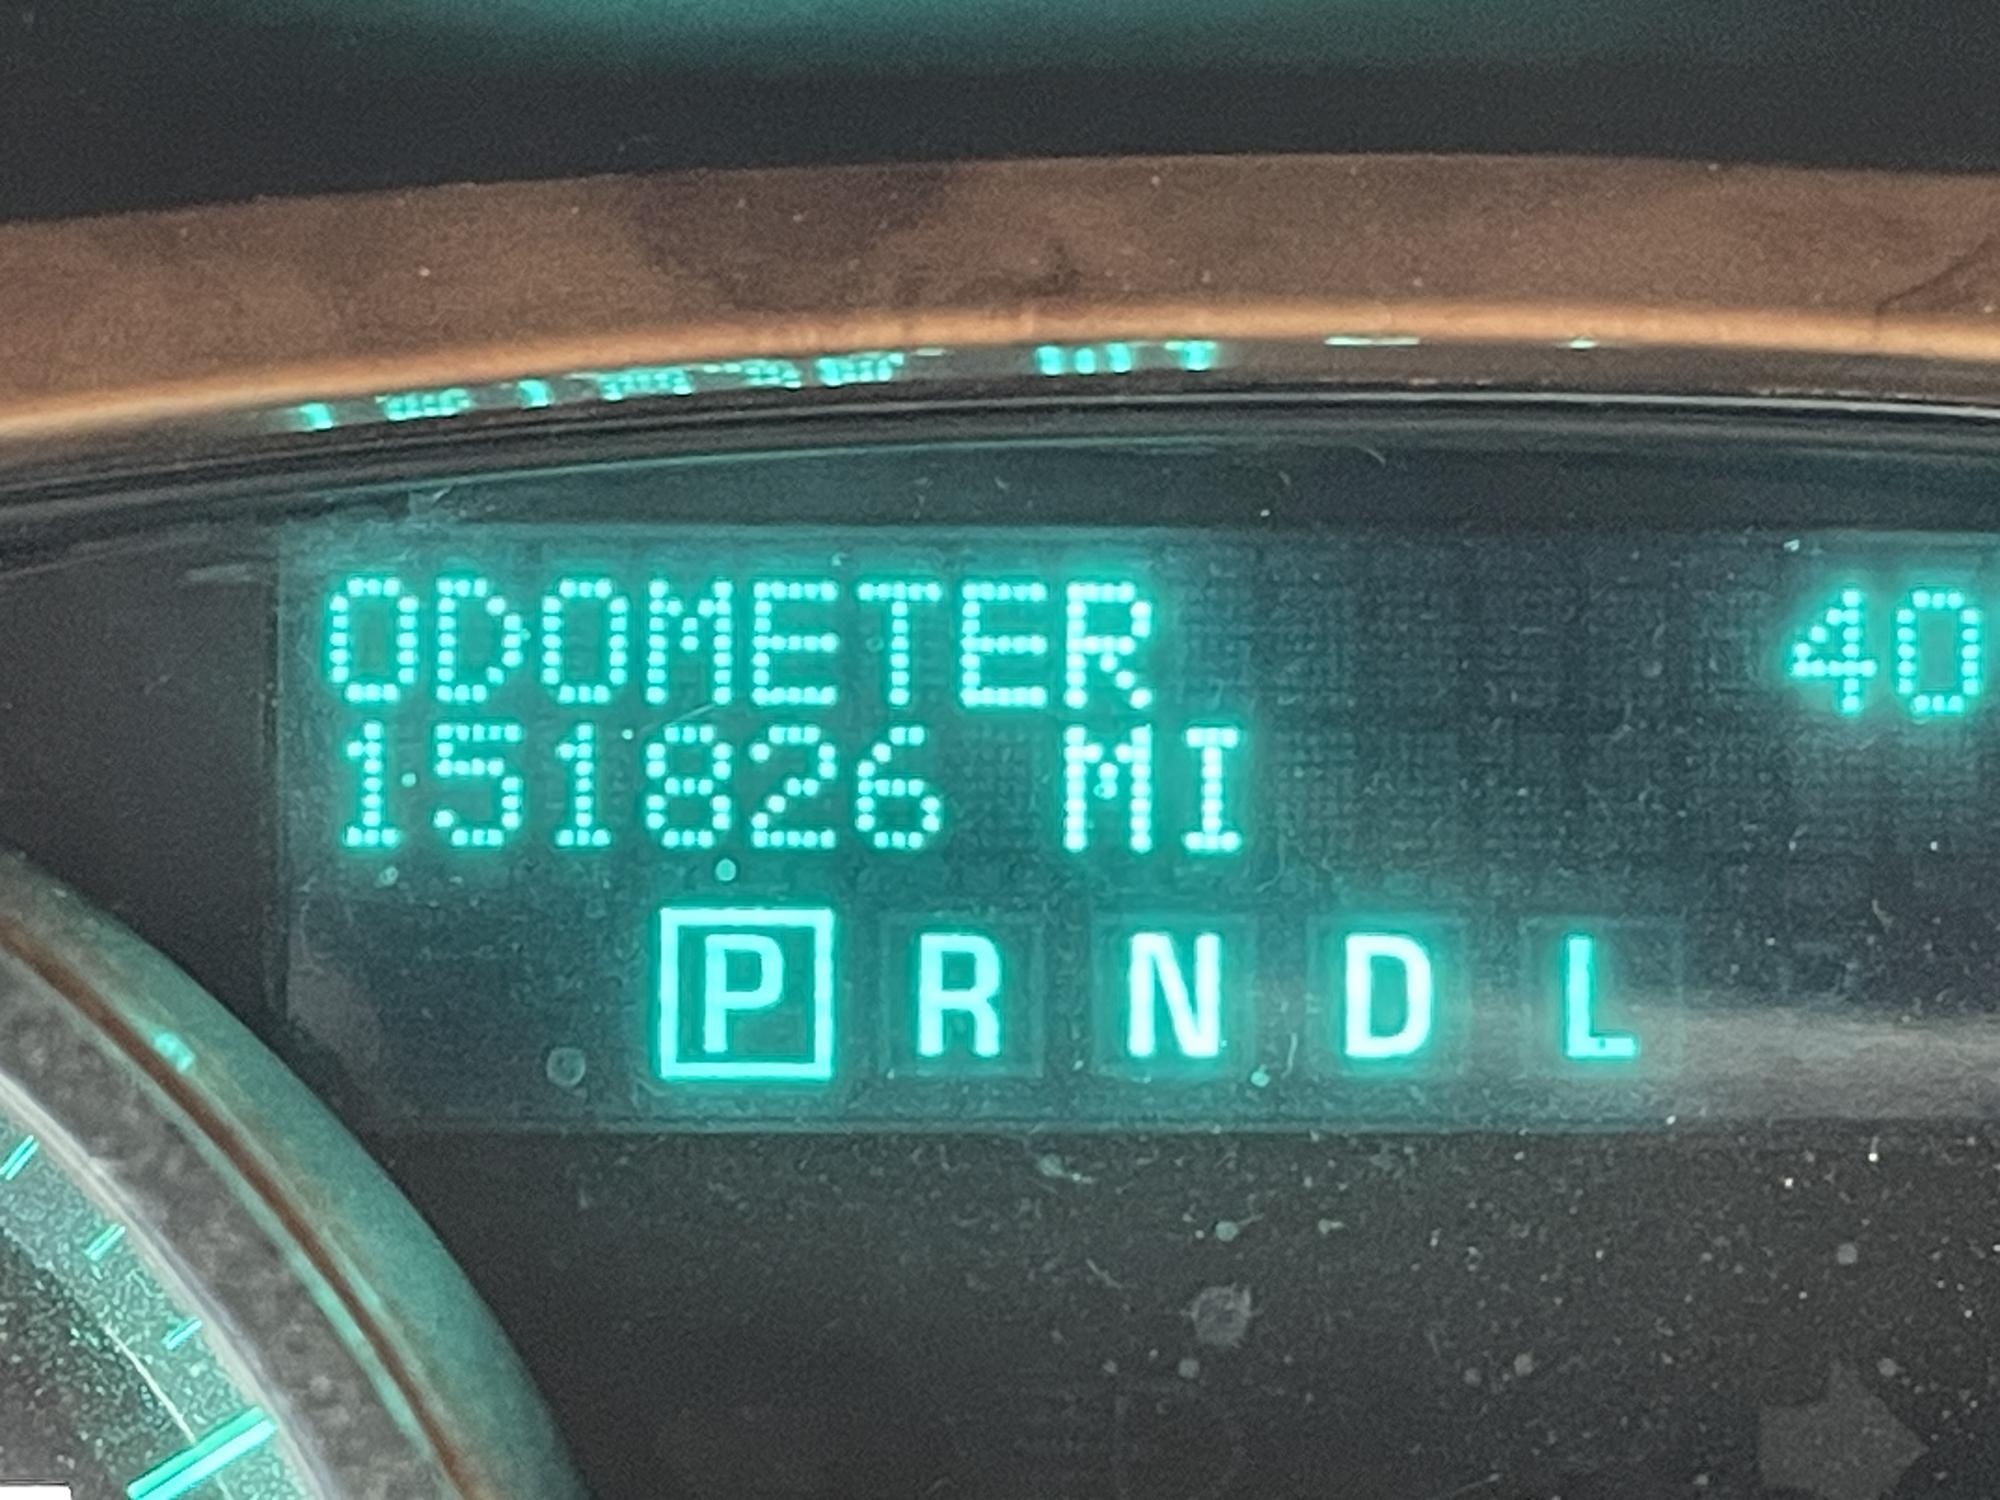 ODOMETER 40
151826 MI
P R N D L